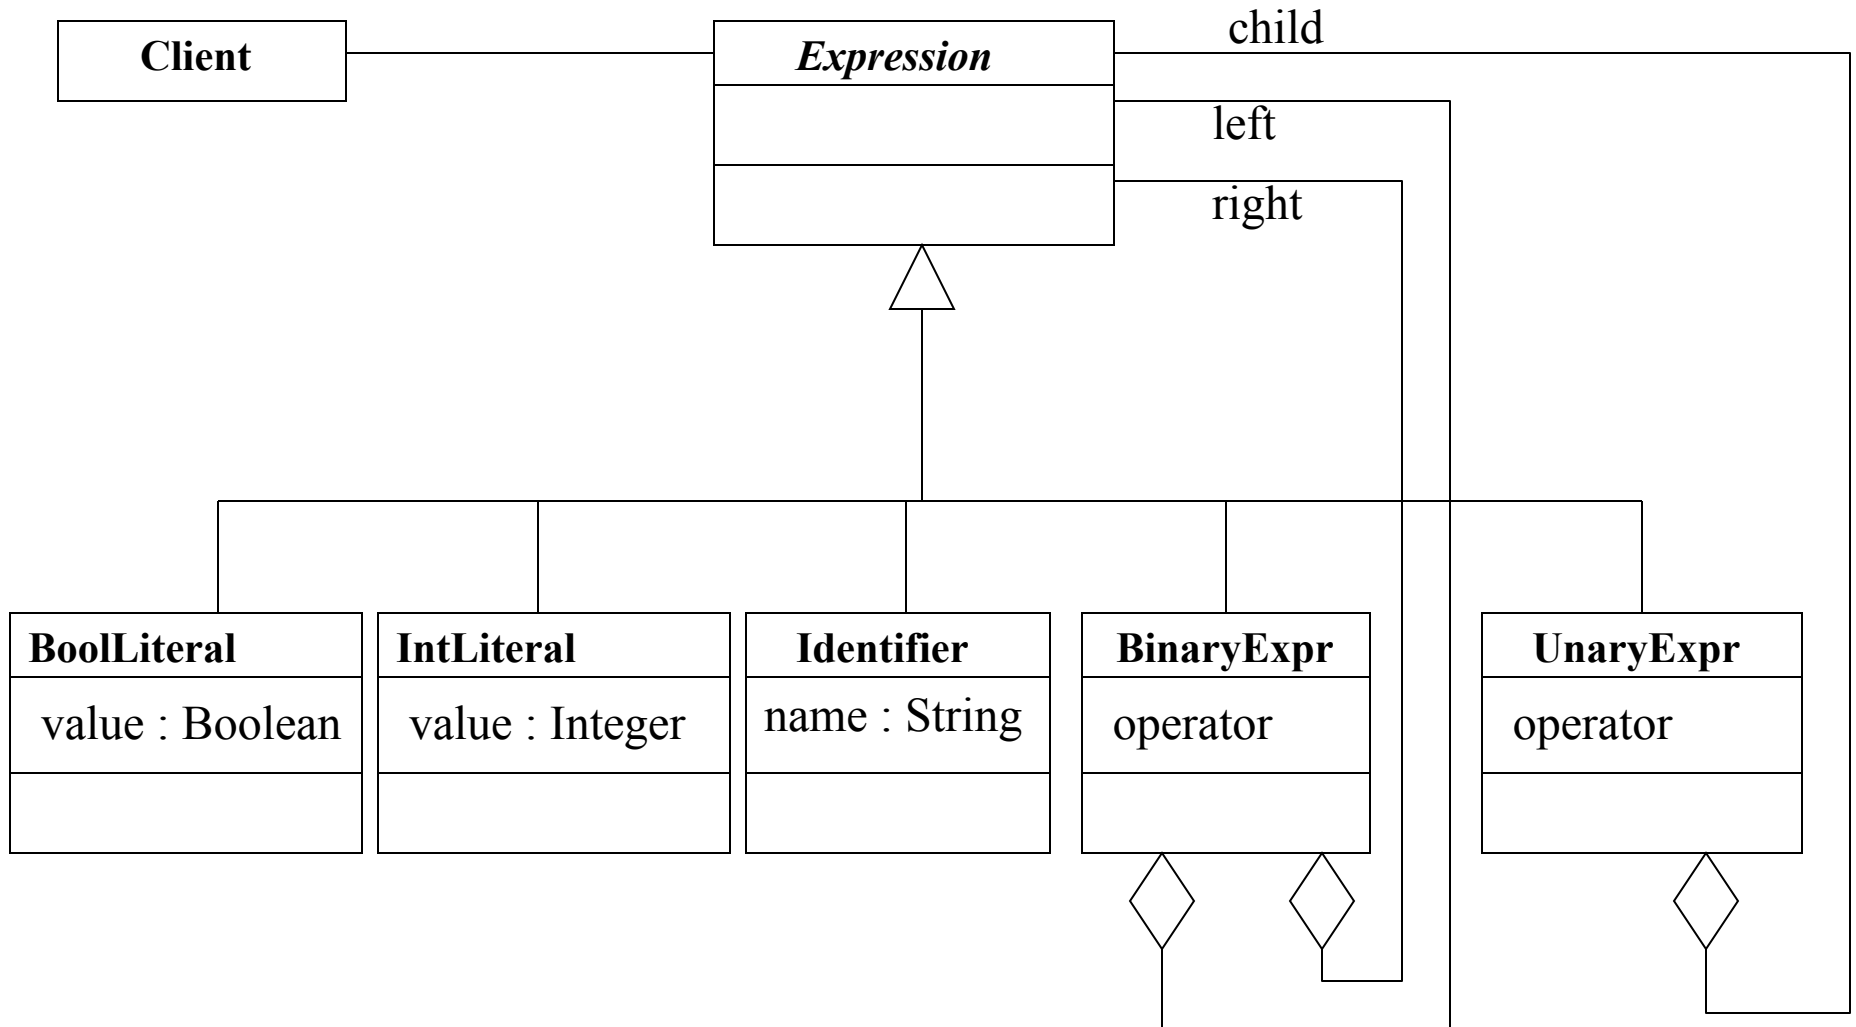 Client
Expression
child
left
right
BoolLiteral
value : Boolean
IntLiteral
value : Integer
Identifier
name : String
BinaryExpr
operator
UnaryExpr
operator